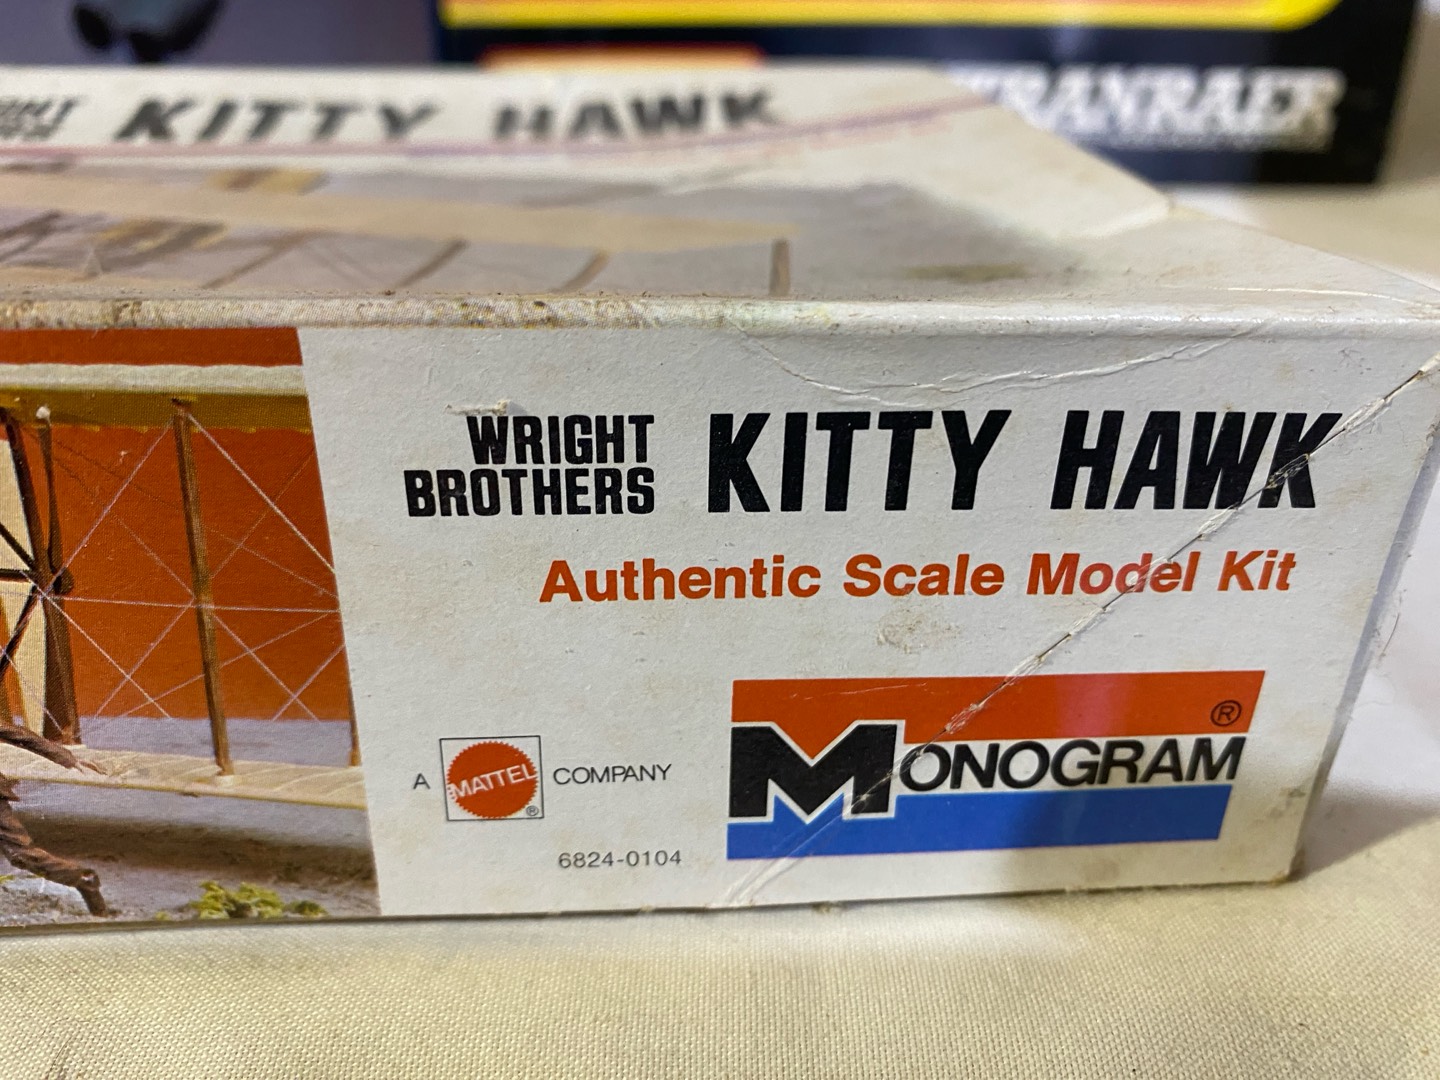 KITTY HAWK
WRIGHT
BROTHERS
KITTY HAWK
Authentic Scale Model Kit
A MATTEL® COMPANY
MONOGRAM®
6824-0104